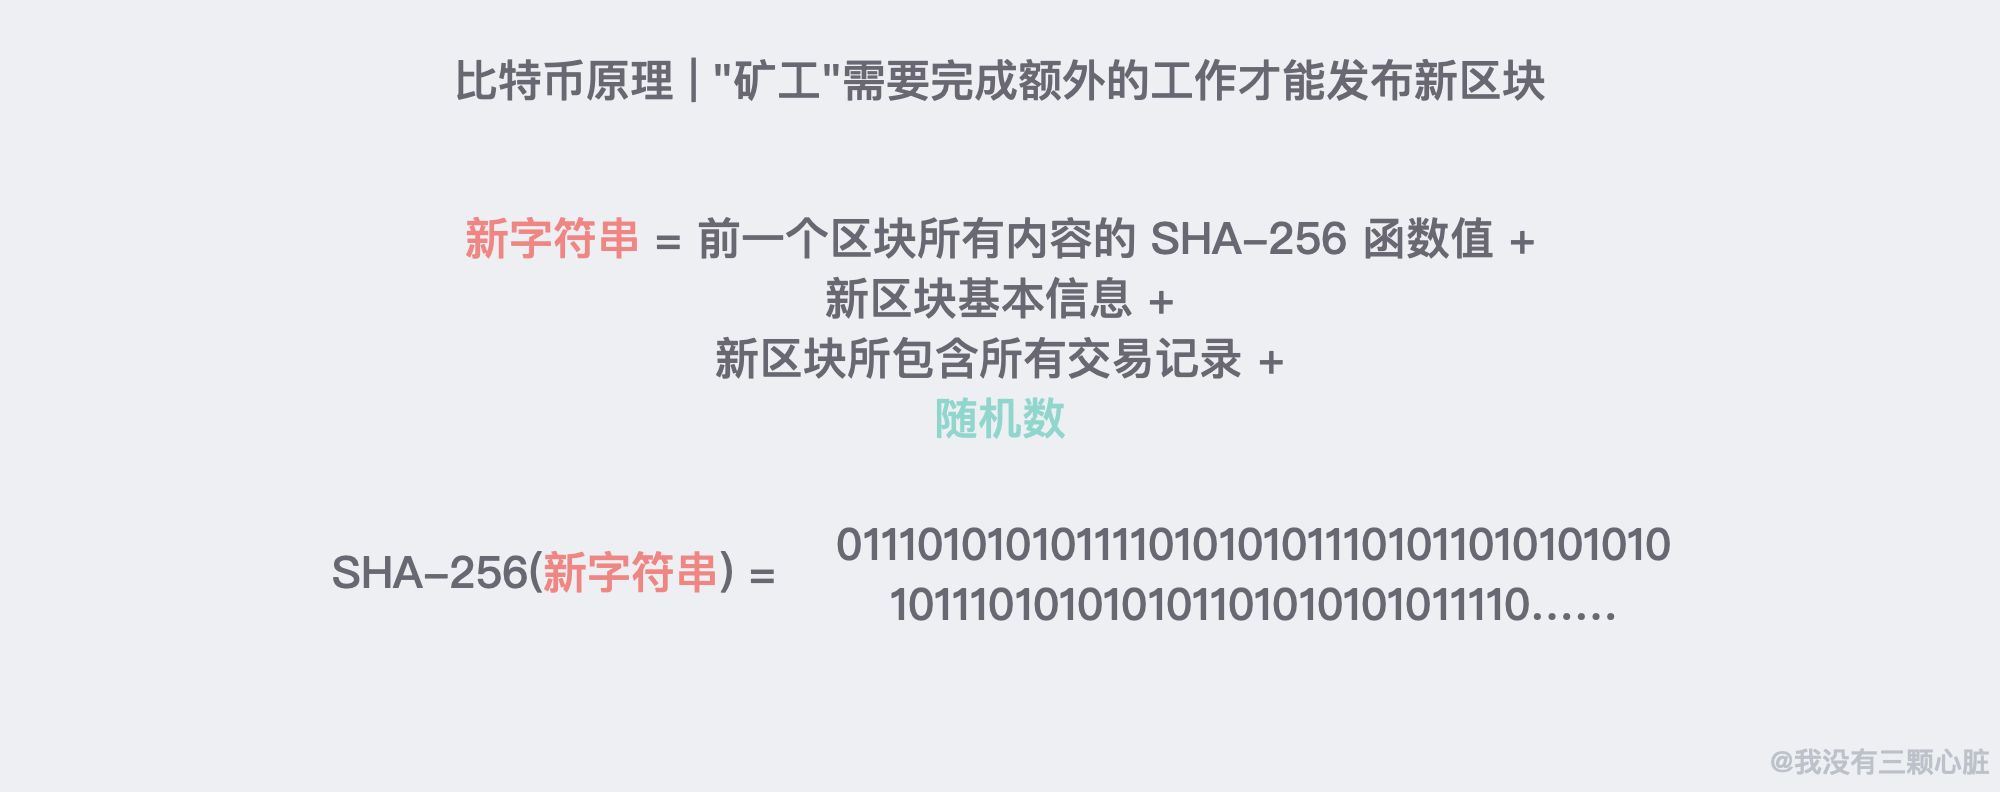 比特币原理 | "矿工"需要完成额外的工作才能发布新区块
新字符串 = 前一个区块所有内容的 SHA-256 函数值 +
新区块基本信息 +
新区块所包含所有交易记录 +
随机数
SHA-256(新字符串) =
01110101010111101010101110101101010101010
10111010101010110101010101011110……
@我没有三颗心脏